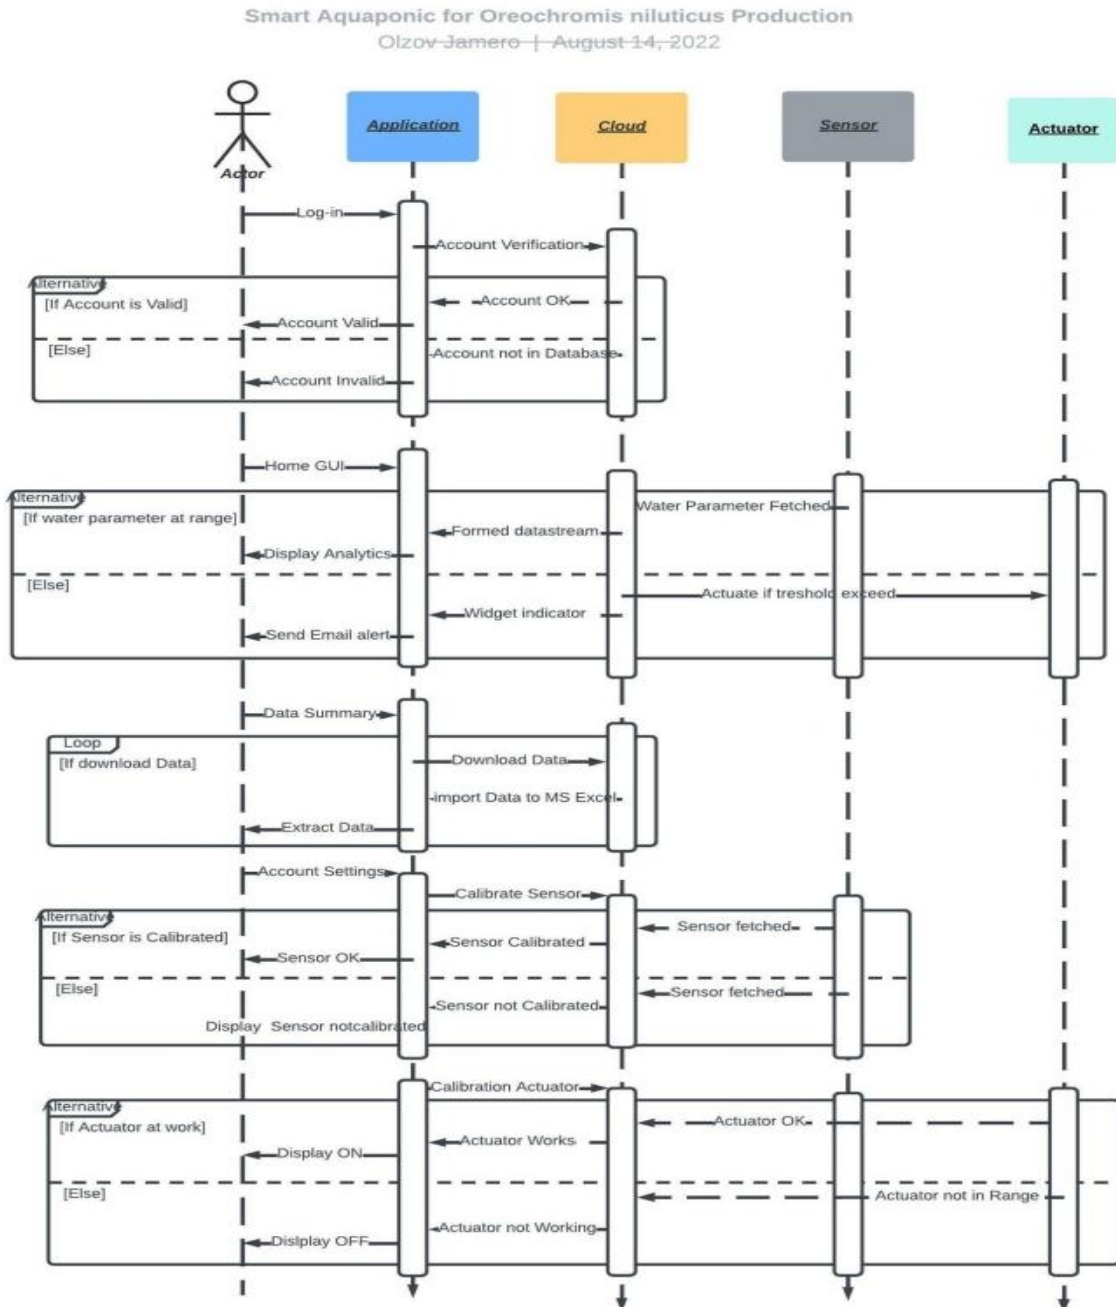 Smart Aquaponic for Oreochromis niluticus Production
Olzov Jamero | August 14, 2022
Actor
Application
Cloud
Sensor
Actuator
Log-in
Account Verification
Alternative
[If Account is Valid]
Account OK
Account Valid
[Else]
Account not in Database
Account Invalid
Home GUI
Alternative
[If water parameter at range]
Water Parameter Fetched
Formed datastream
Display Analytics
[Else]
Actuate if treshold exceed
Widget indicator
Send Email alert
Data Summary
Loop
[If download Data]
Download Data
import Data to MS Excel
Extract Data
Account Settings
Calibrate Sensor
Alternative
[If Sensor is Calibrated]
Sensor fetched
Sensor Calibrated
Sensor OK
[Else]
Sensor fetched
Sensor not Calibrated
Display Sensor notcalibrated
Calibration Actuator
Alternative
[If Actuator at work]
Actuator OK
Actuator Works
Display ON
[Else]
Actuator not in Range
Actuator not Working
Dislplay OFF